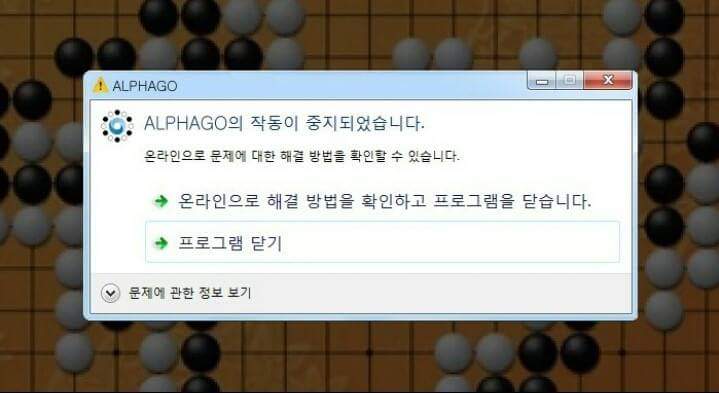 ALPHAGO
ALPHAGO의 작동이 중지되었습니다.
온라인으로 문제에 대한 해결 방법을 확인할 수 있습니다.
온라인으로 해결 방법을 확인하고 프로그램을 닫습니다.
프로그램 닫기
문제에 관한 정보 보기